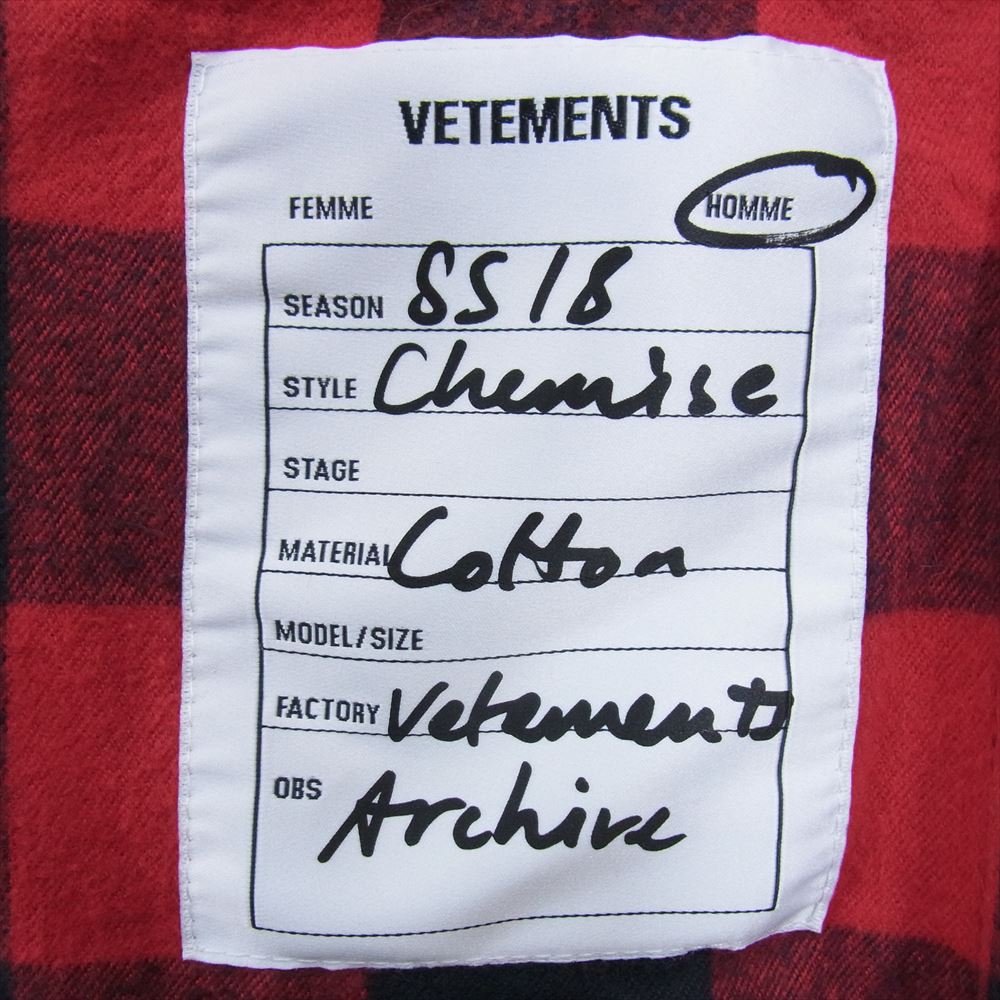 VETEMENTS
FEMME HOMME
SEASON SS18
STYLE Chemise
STAGE
MATERIAL Cotton
MODEL/SIZE
FACTORY Vetements
OBS Archive